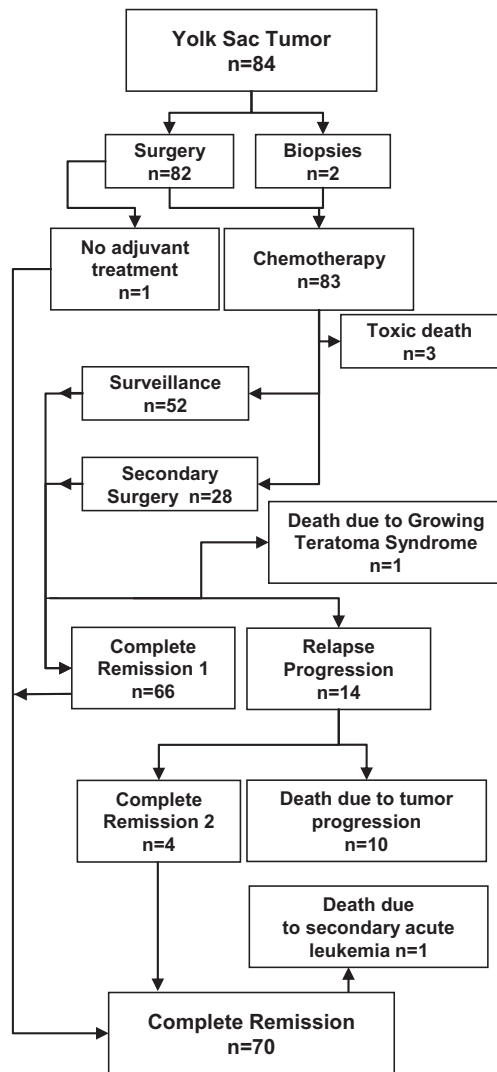 Yolk Sac Tumor
n=84
Surgery
n=82
Biopsies
n=2
No adjuvant
treatment
n=1
Chemotherapy
n=83
Toxic death
n=3
Surveillance
n=52
Secondary
Surgery n=28
Death due to Growing
Teratoma Syndrome
n=1
Complete
Remission 1
n=66
Relapse
Progression
n=14
Complete
Remission 2
n=4
Death due to tumor
progression
n=10
Death due
to secondary acute
leukemia n=1
Complete Remission
n=70